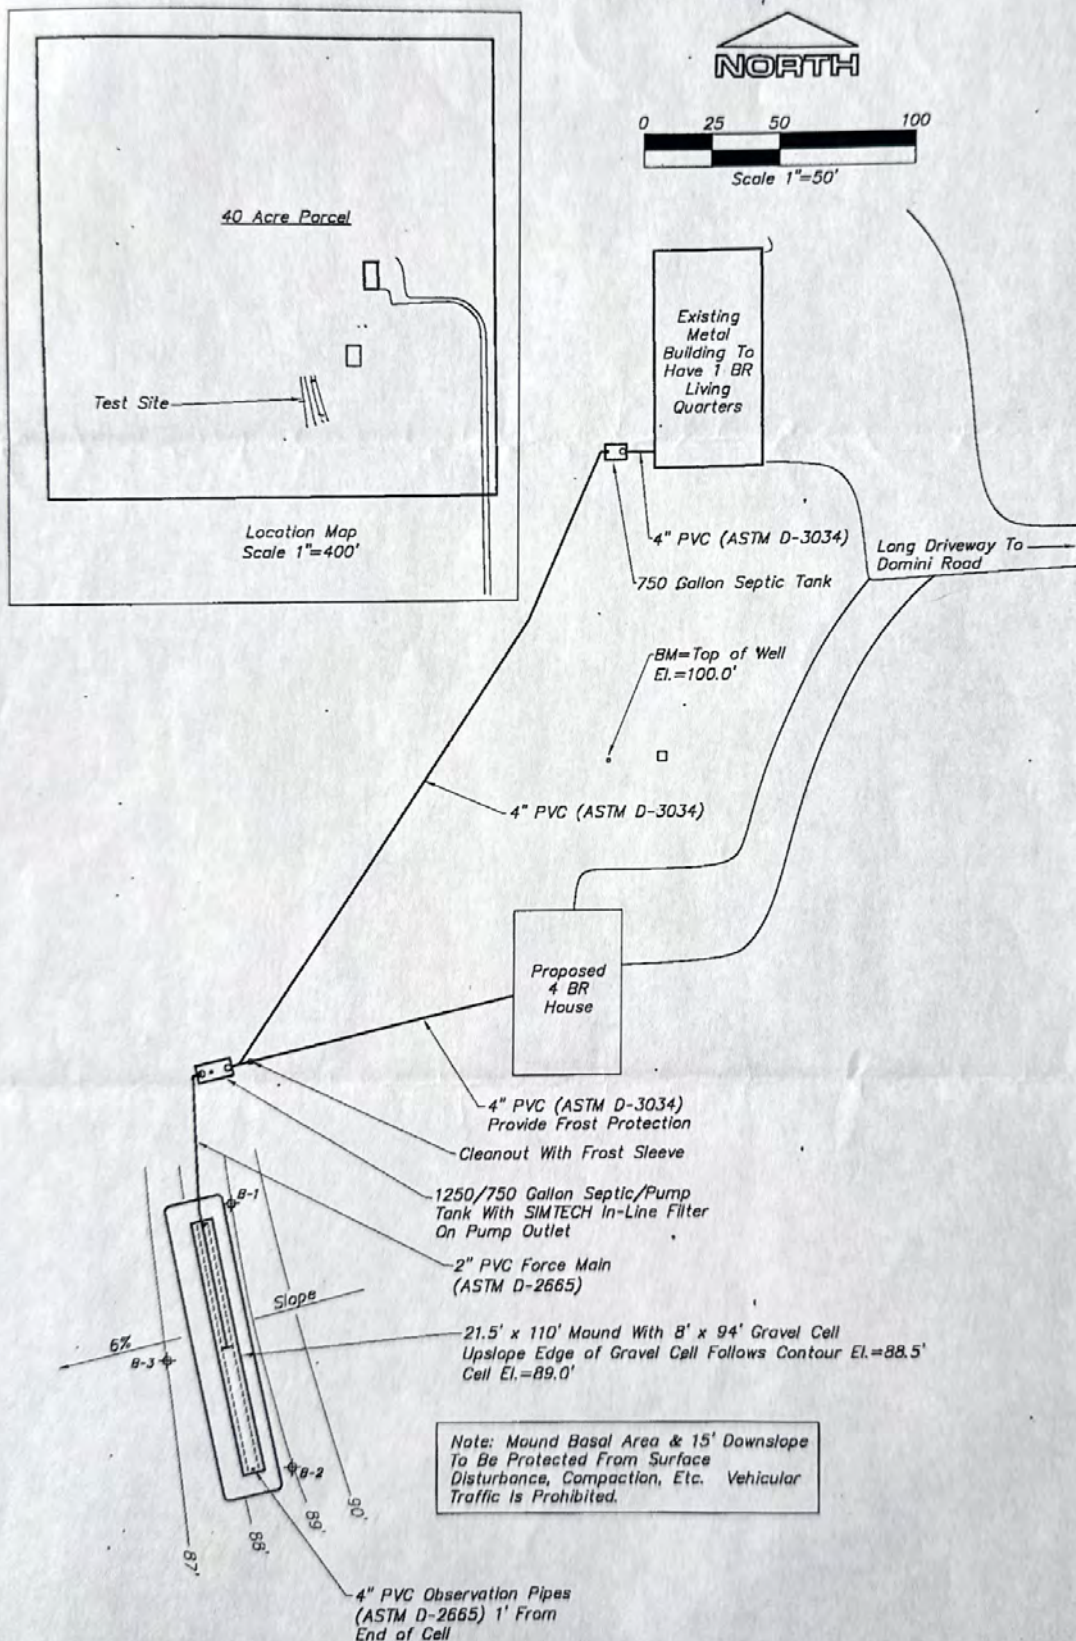 NORTH
0 25 50 100
Scale 1"=50'
40 Acre Parcel
Test Site
Location Map
Scale 1"=400'
Existing
Metal
Building To
Have 1 BR
Living
Quarters
4" PVC (ASTM D-3034)
750 Gallon Septic Tank
Long Driveway To
Domini Road
BM=Top of Well
El.=100.0'
4" PVC (ASTM D-3034)
Proposed
4 BR
House
4" PVC (ASTM D-3034)
Provide Frost Protection
Cleanout With Frost Sleeve
1250/750 Gallon Septic/Pump
Tank With SIMTECH In-Line Filter
On Pump Outlet
2" PVC Force Main
(ASTM D-2665)
B-1
Slope
6%
B-3
21.5' x 110' Mound With 8' x 94' Gravel Cell
Upslope Edge of Gravel Cell Follows Contour El.=88.5'
Cell El.=89.0'
B-2
Note: Mound Basal Area & 15' Downslope
To Be Protected From Surface
Disturbance, Compaction, Etc. Vehicular
Traffic Is Prohibited.
87'
88'
89'
90'
4" PVC Observation Pipes
(ASTM D-2665) 1' From
End of Cell